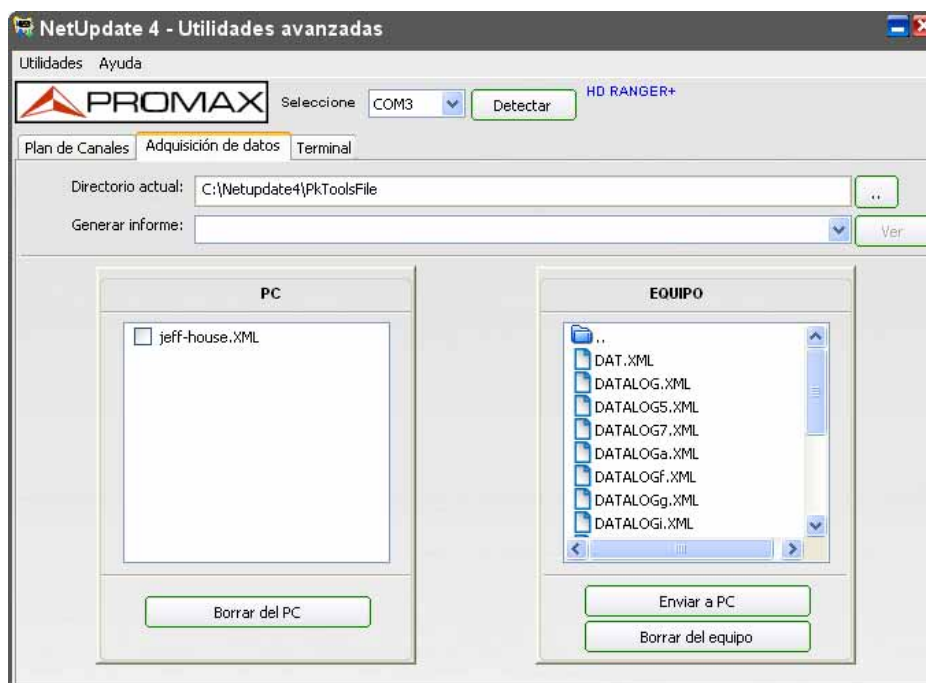 NetUpdate 4 - Utilidades avanzadas
Utilidades Ayuda
PROMAX Seleccione COM3 Detectar HD RANGER+
Plan de Canales Adquisición de datos Terminal
Directorio actual: C:\Netupdate4\PkToolsFile ..
Generar informe: Ver
PC
jeff-house.XML
Borrar del PC
EQUIPO
..
DAT.XML
DATALOG.XML
DATALOG5.XML
DATALOG7.XML
DATALOGa.XML
DATALOGf.XML
DATALOGg.XML
DATALOGi.XML
Enviar a PC
Borrar del equipo